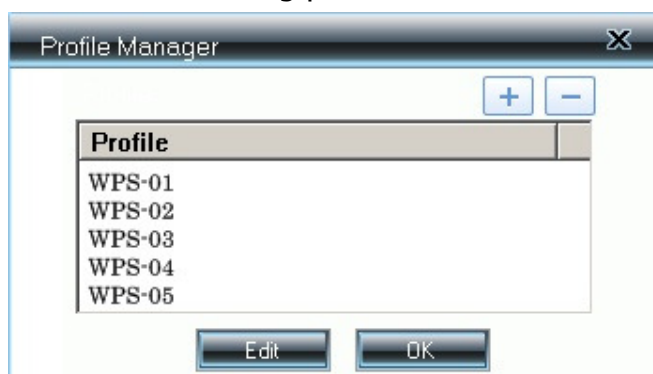 Profile Manager
Profile
WPS-01
WPS-02
WPS-03
WPS-04
WPS-05
Edit OK